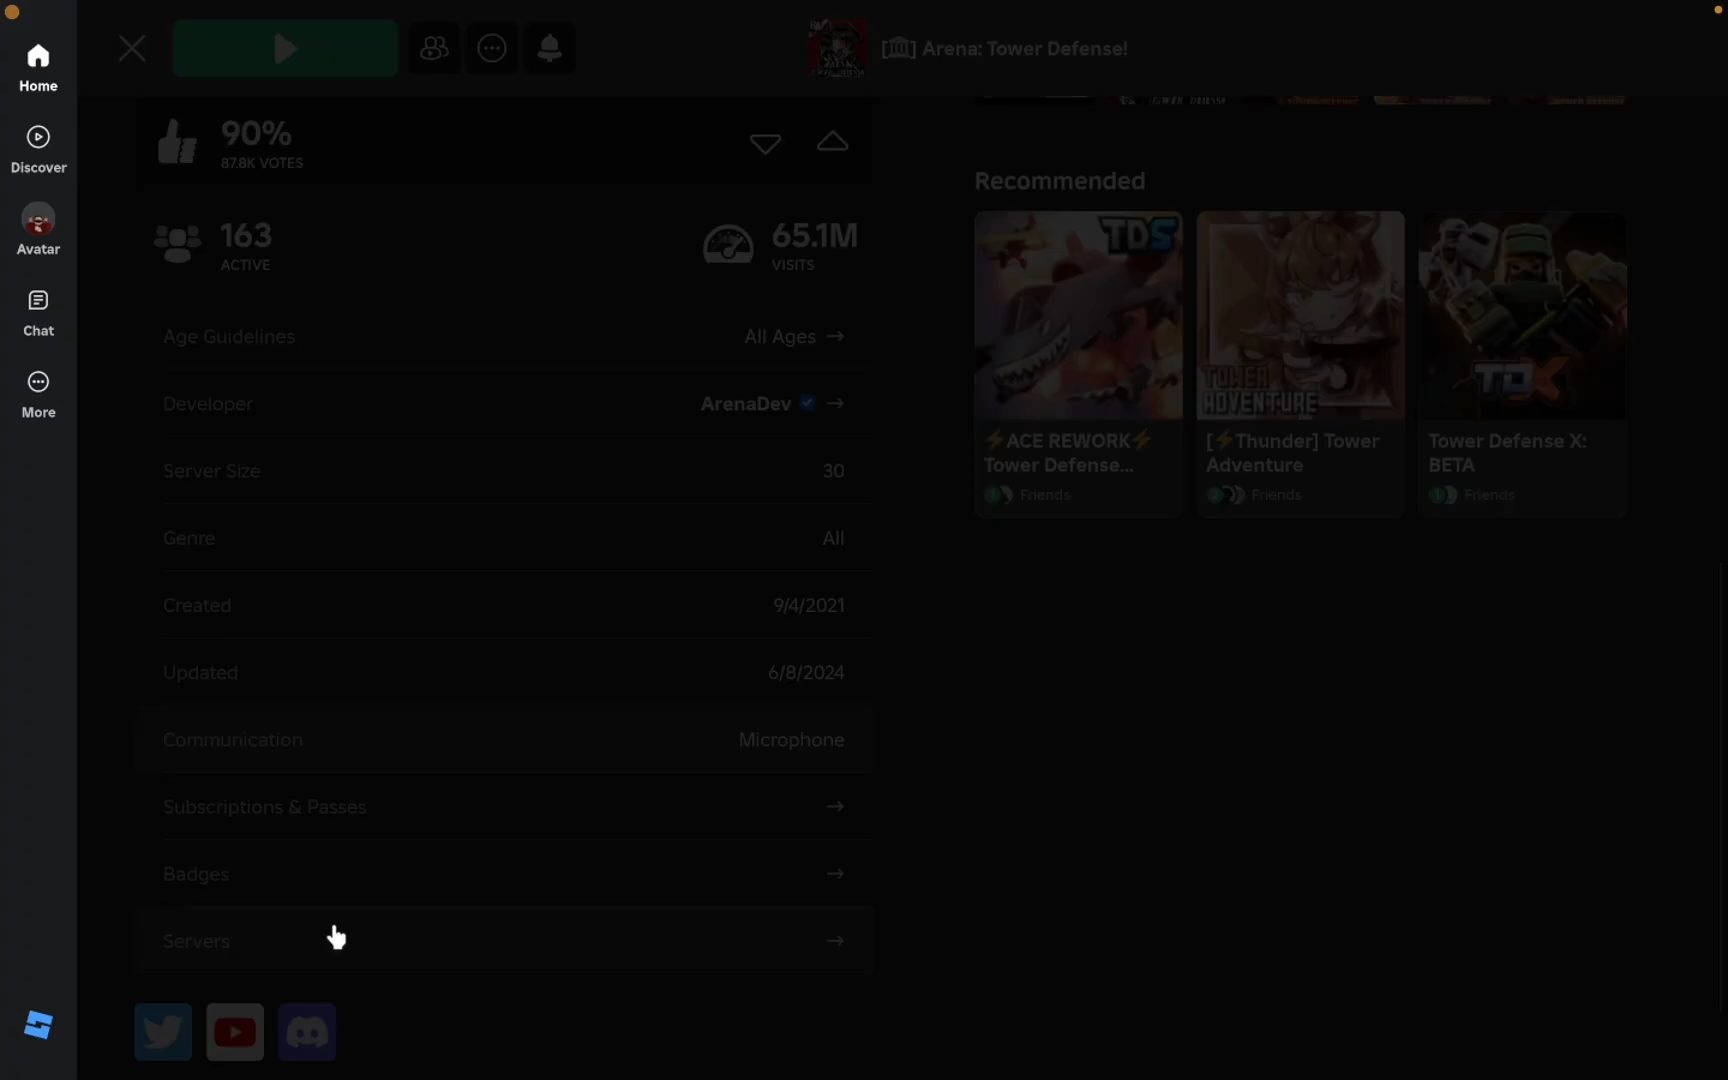 Home
Discover
Avatar
Chat
More
[🏛] Arena: Tower Defense!
90%
87.8K VOTES
163
ACTIVE
65.1M
VISITS
Age Guidelines
All Ages →
Developer
ArenaDev →
Server Size
30
Genre
All
Created
9/4/2021
Updated
6/8/2024
Communication
Microphone
Subscriptions & Passes →
Badges →
Servers →
Recommended
TDS
⚡ACE REWORK⚡
Tower Defense...
1 Friends
TOWER
ADVENTURE
[⚡Thunder] Tower
Adventure
2 Friends
TDX
Tower Defense X:
BETA
1 Friends